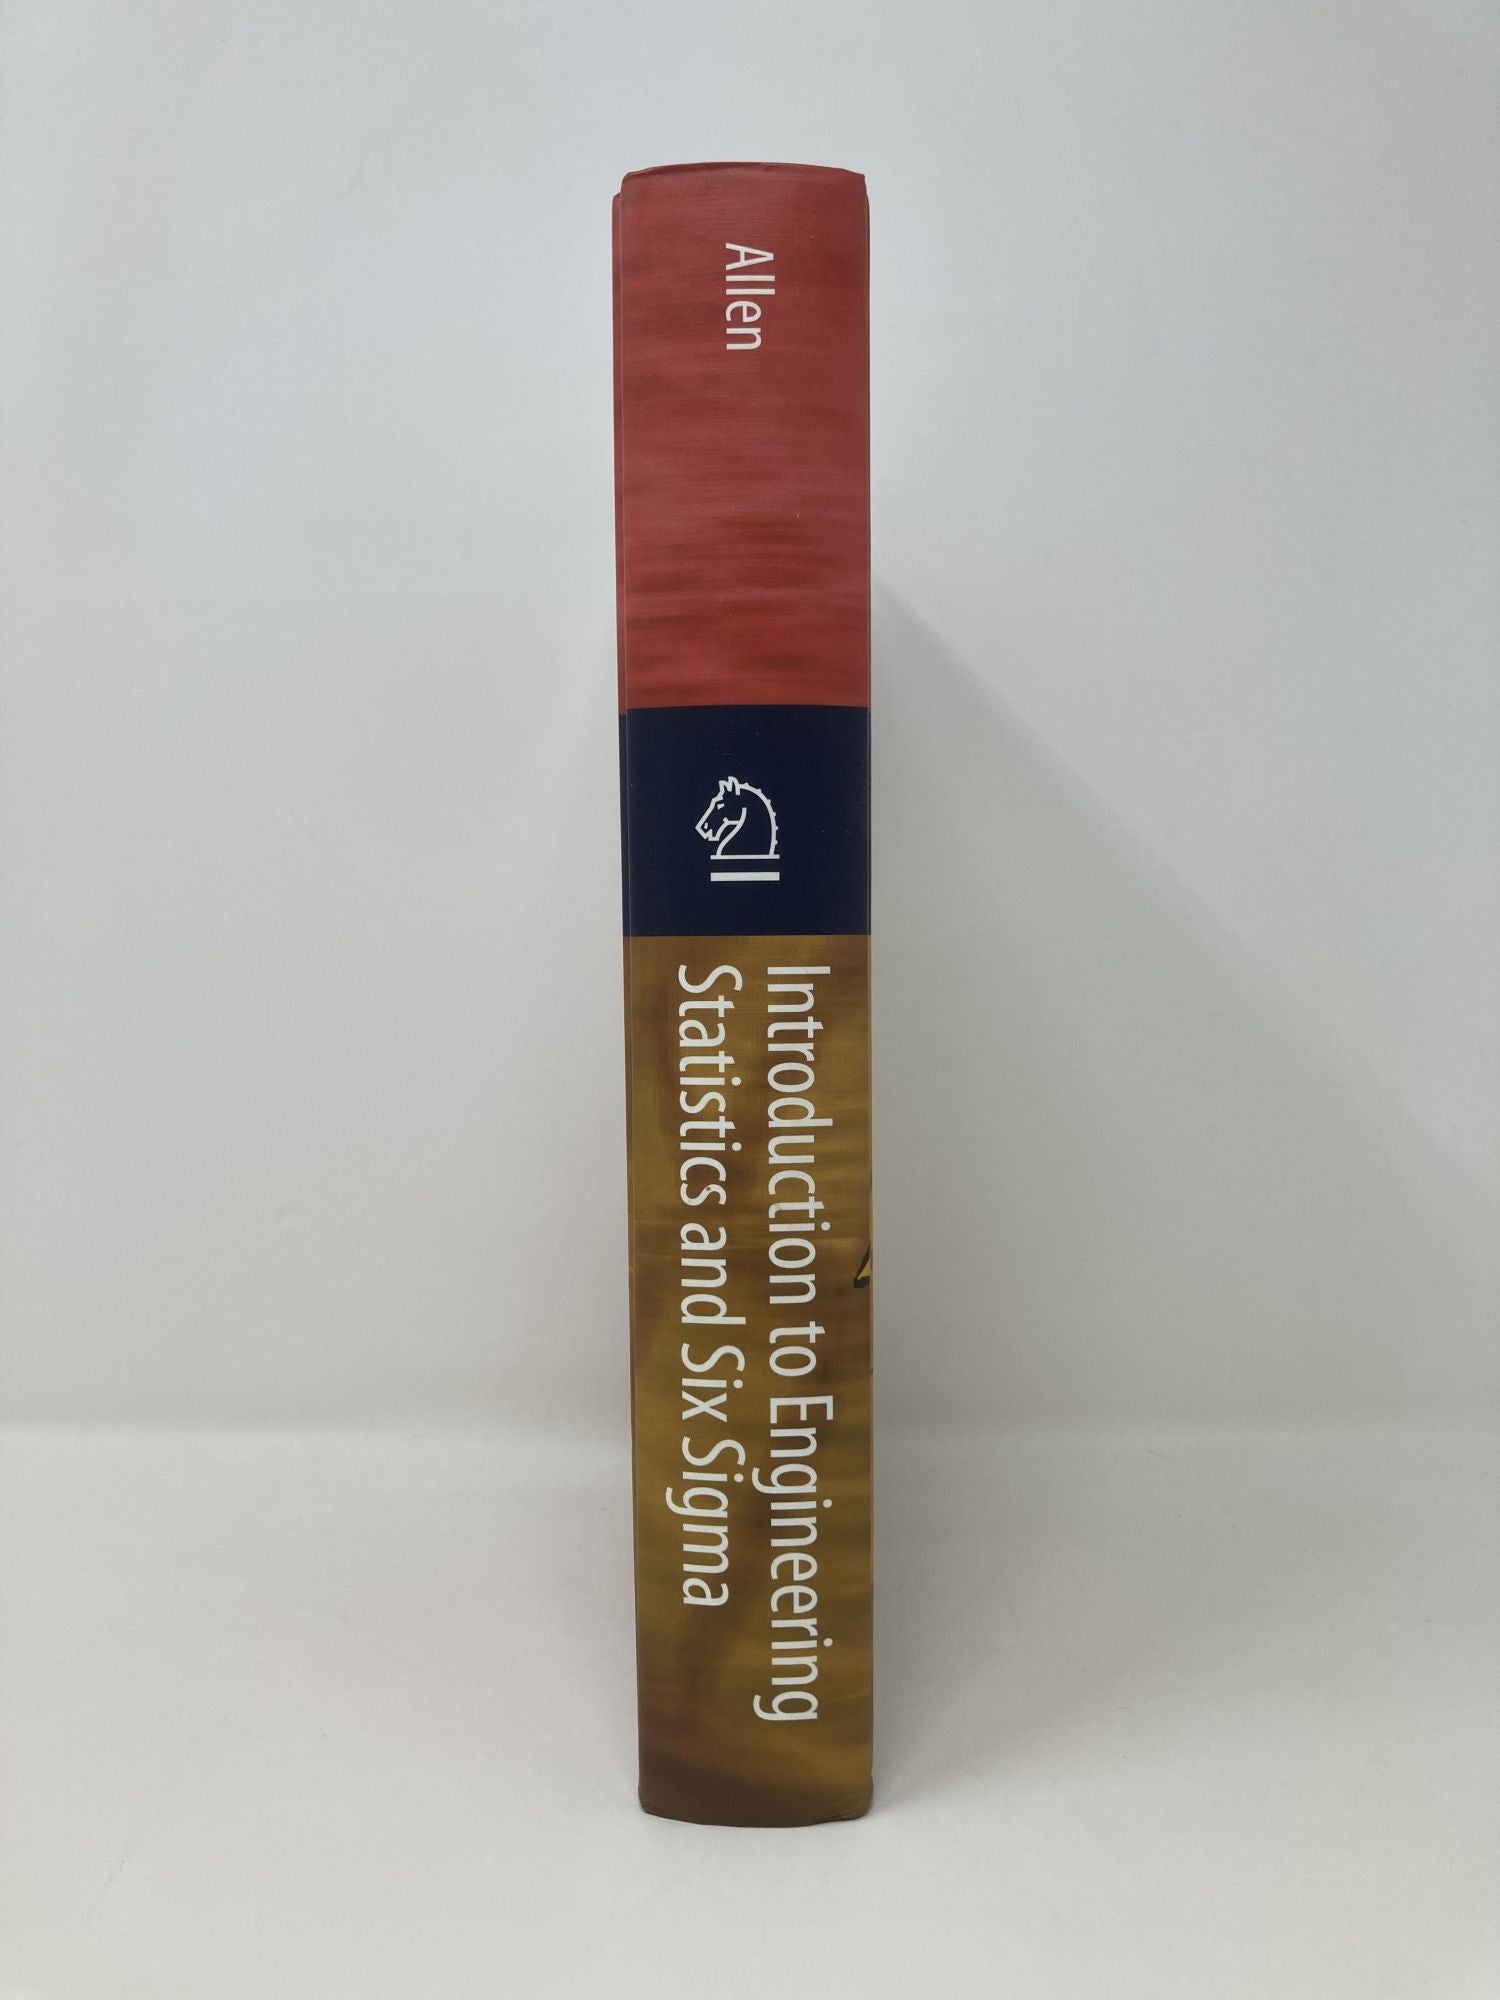 Allen
Introduction to Engineering
Statistics and Six Sigma